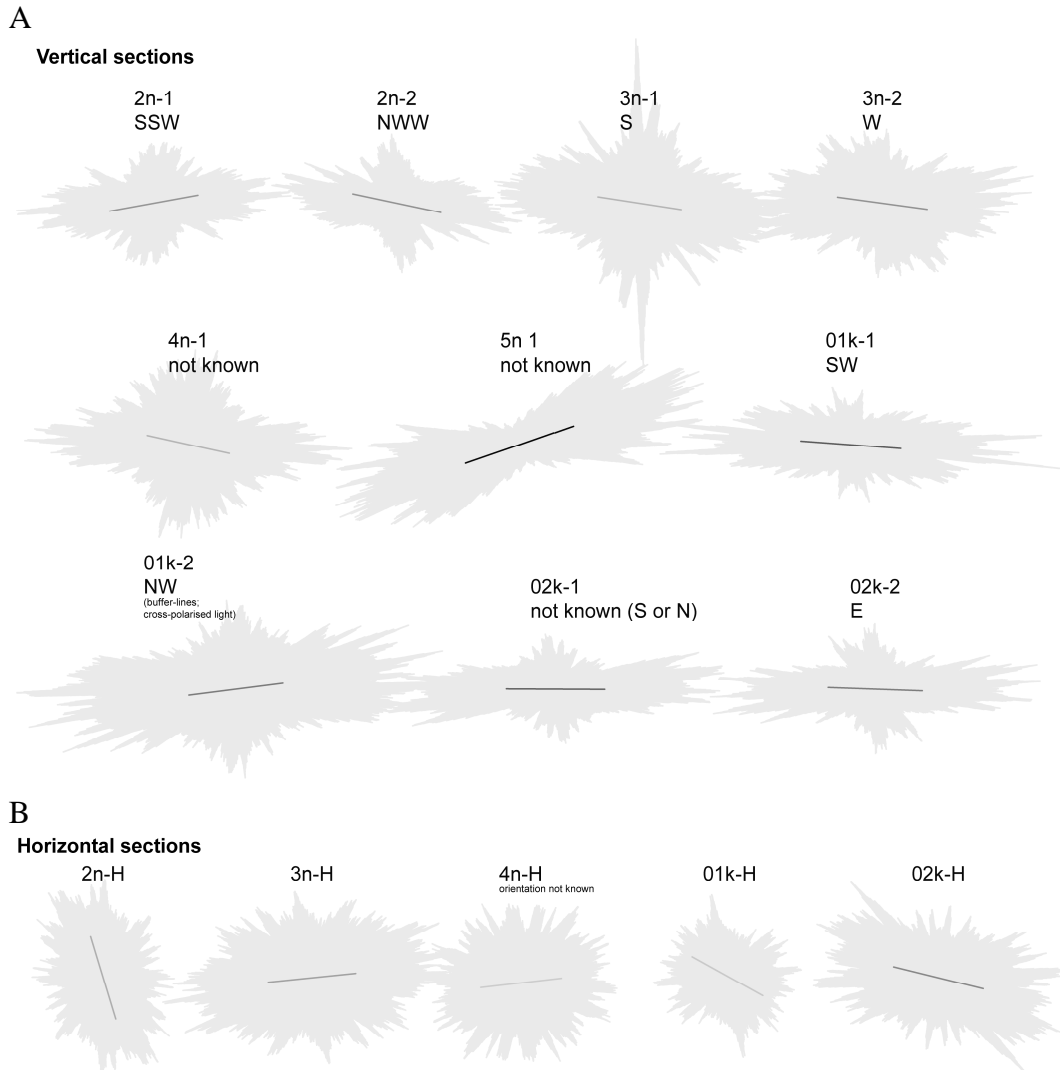 A
Vertical sections
2n-1
SSW
2n-2
NWW
3n-1
S
3n-2
W
4n-1
not known
5n 1
not known
01k-1
SW
01k-2
NW
(buffer-lines;
cross-polarised light)
02k-1
not known (S or N)
02k-2
E
B
Horizontal sections
2n-H
3n-H
4n-H
orientation not known
01k-H
02k-H